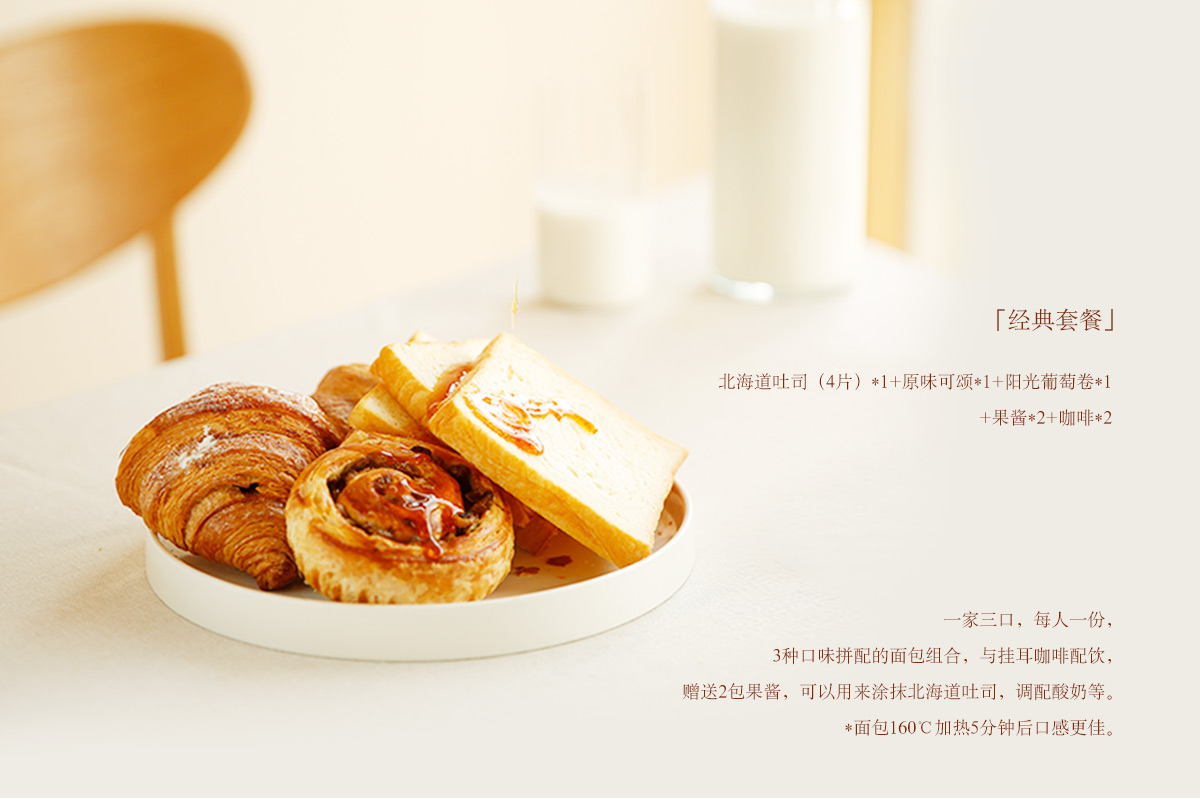 「经典套餐」
北海道吐司（4片）*1+原味可颂*1+阳光葡萄卷*1
+果酱*2+咖啡*2
一家三口，每人一份，
3种口味拼配的面包组合，与挂耳咖啡配饮，
赠送2包果酱，可以用来涂抹北海道吐司，调配酸奶等。
*面包160℃加热5分钟后口感更佳。